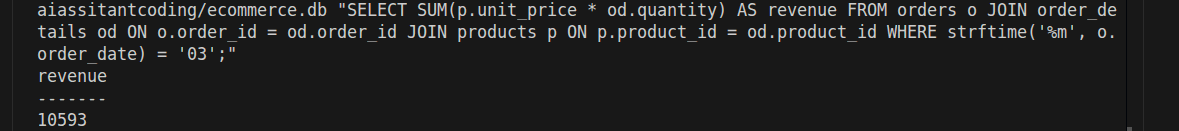 aiassitantcoding/ecommerce.db "SELECT SUM(p.unit_price * od.quantity) AS revenue FROM orders o JOIN order_de
tails od ON o.order_id = od.order_id JOIN products p ON p.product_id = od.product_id WHERE strftime('%m', o.
order_date) = '03';"
revenue
-------
10593